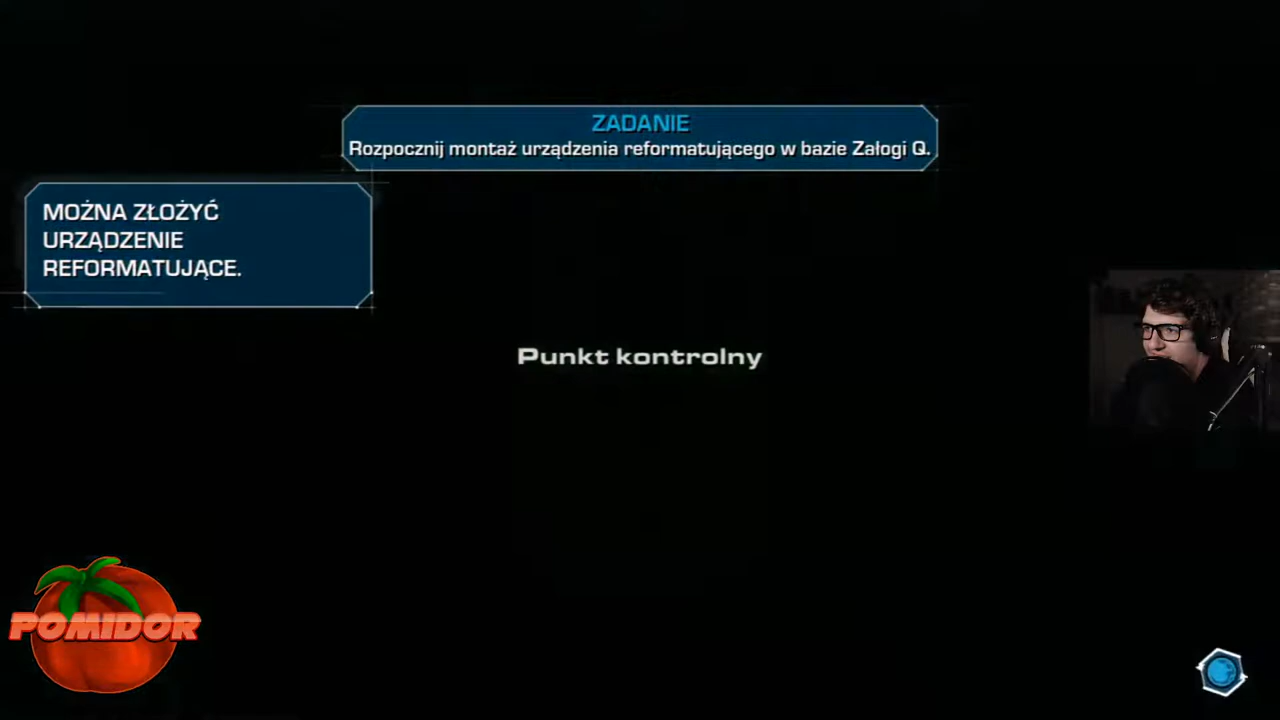 ZADANIE
Rozpocznij montaż urządzenia reformatującego w bazie Załogi Q.
MOŻNA ZŁOŻYĆ
URZĄDZENIE
REFORMATUJĄCE.
Punkt kontrolny
POMIDOR